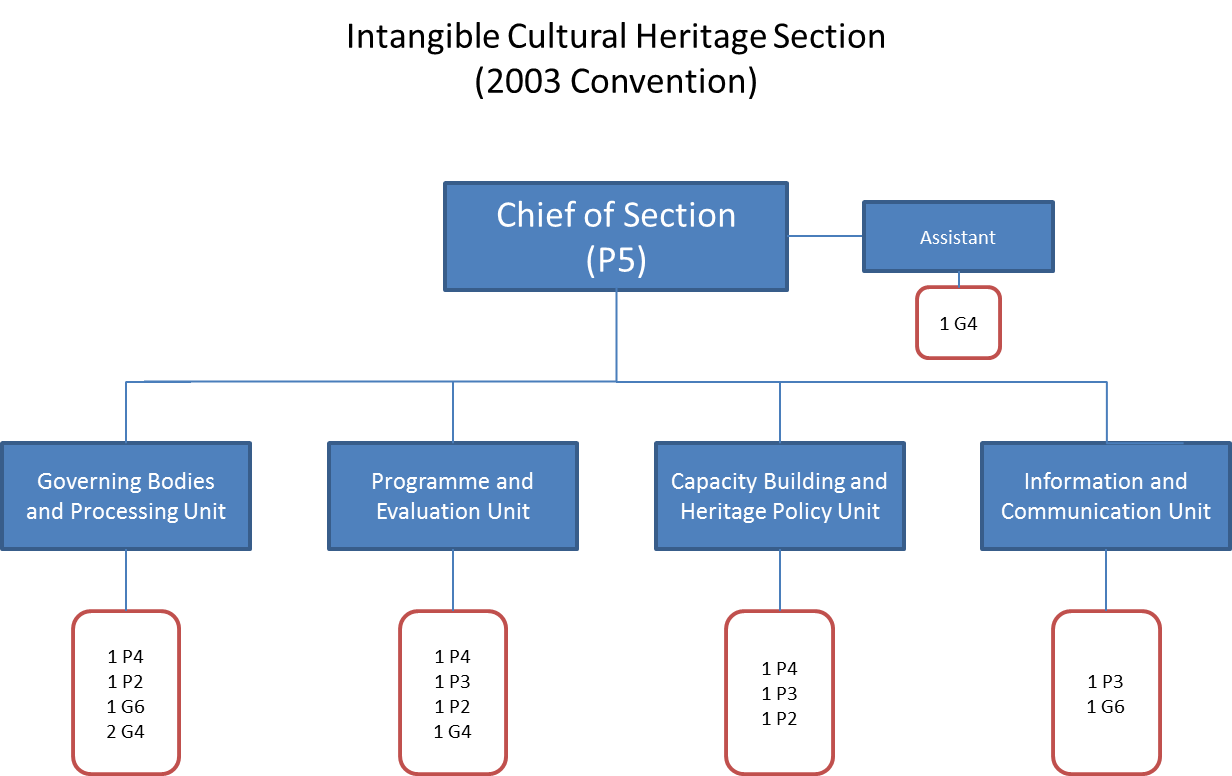 Intangible Cultural Heritage Section
(2003 Convention)
Chief of Section
(P5)
Assistant
1 G4
Governing Bodies
and Processing Unit
Programme and
Evaluation Unit
Capacity Building and
Heritage Policy Unit
Information and
Communication Unit
1 P4
1 P2
1 G6
2 G4
1 P4
1 P3
1 P2
1 G4
1 P4
1 P3
1 P2
1 P3
1 G6